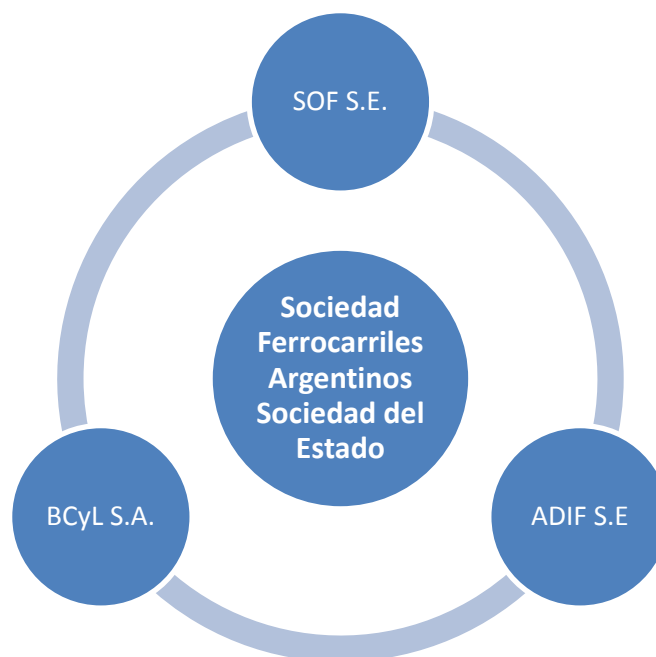 SOF S.E.
Sociedad
Ferrocarriles
Argentinos
Sociedad del
Estado
BCyL S.A.
ADIF S.E